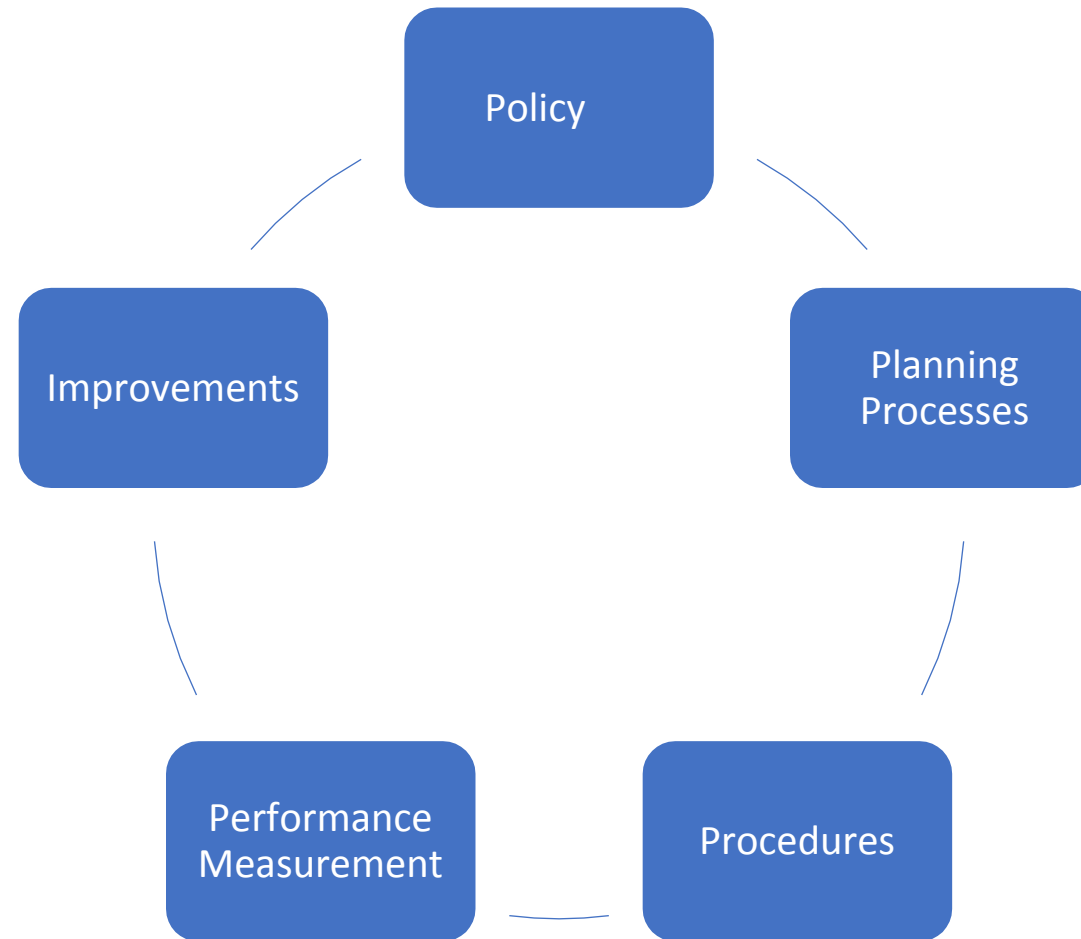 Policy
Planning
Processes
Procedures
Performance
Measurement
Improvements